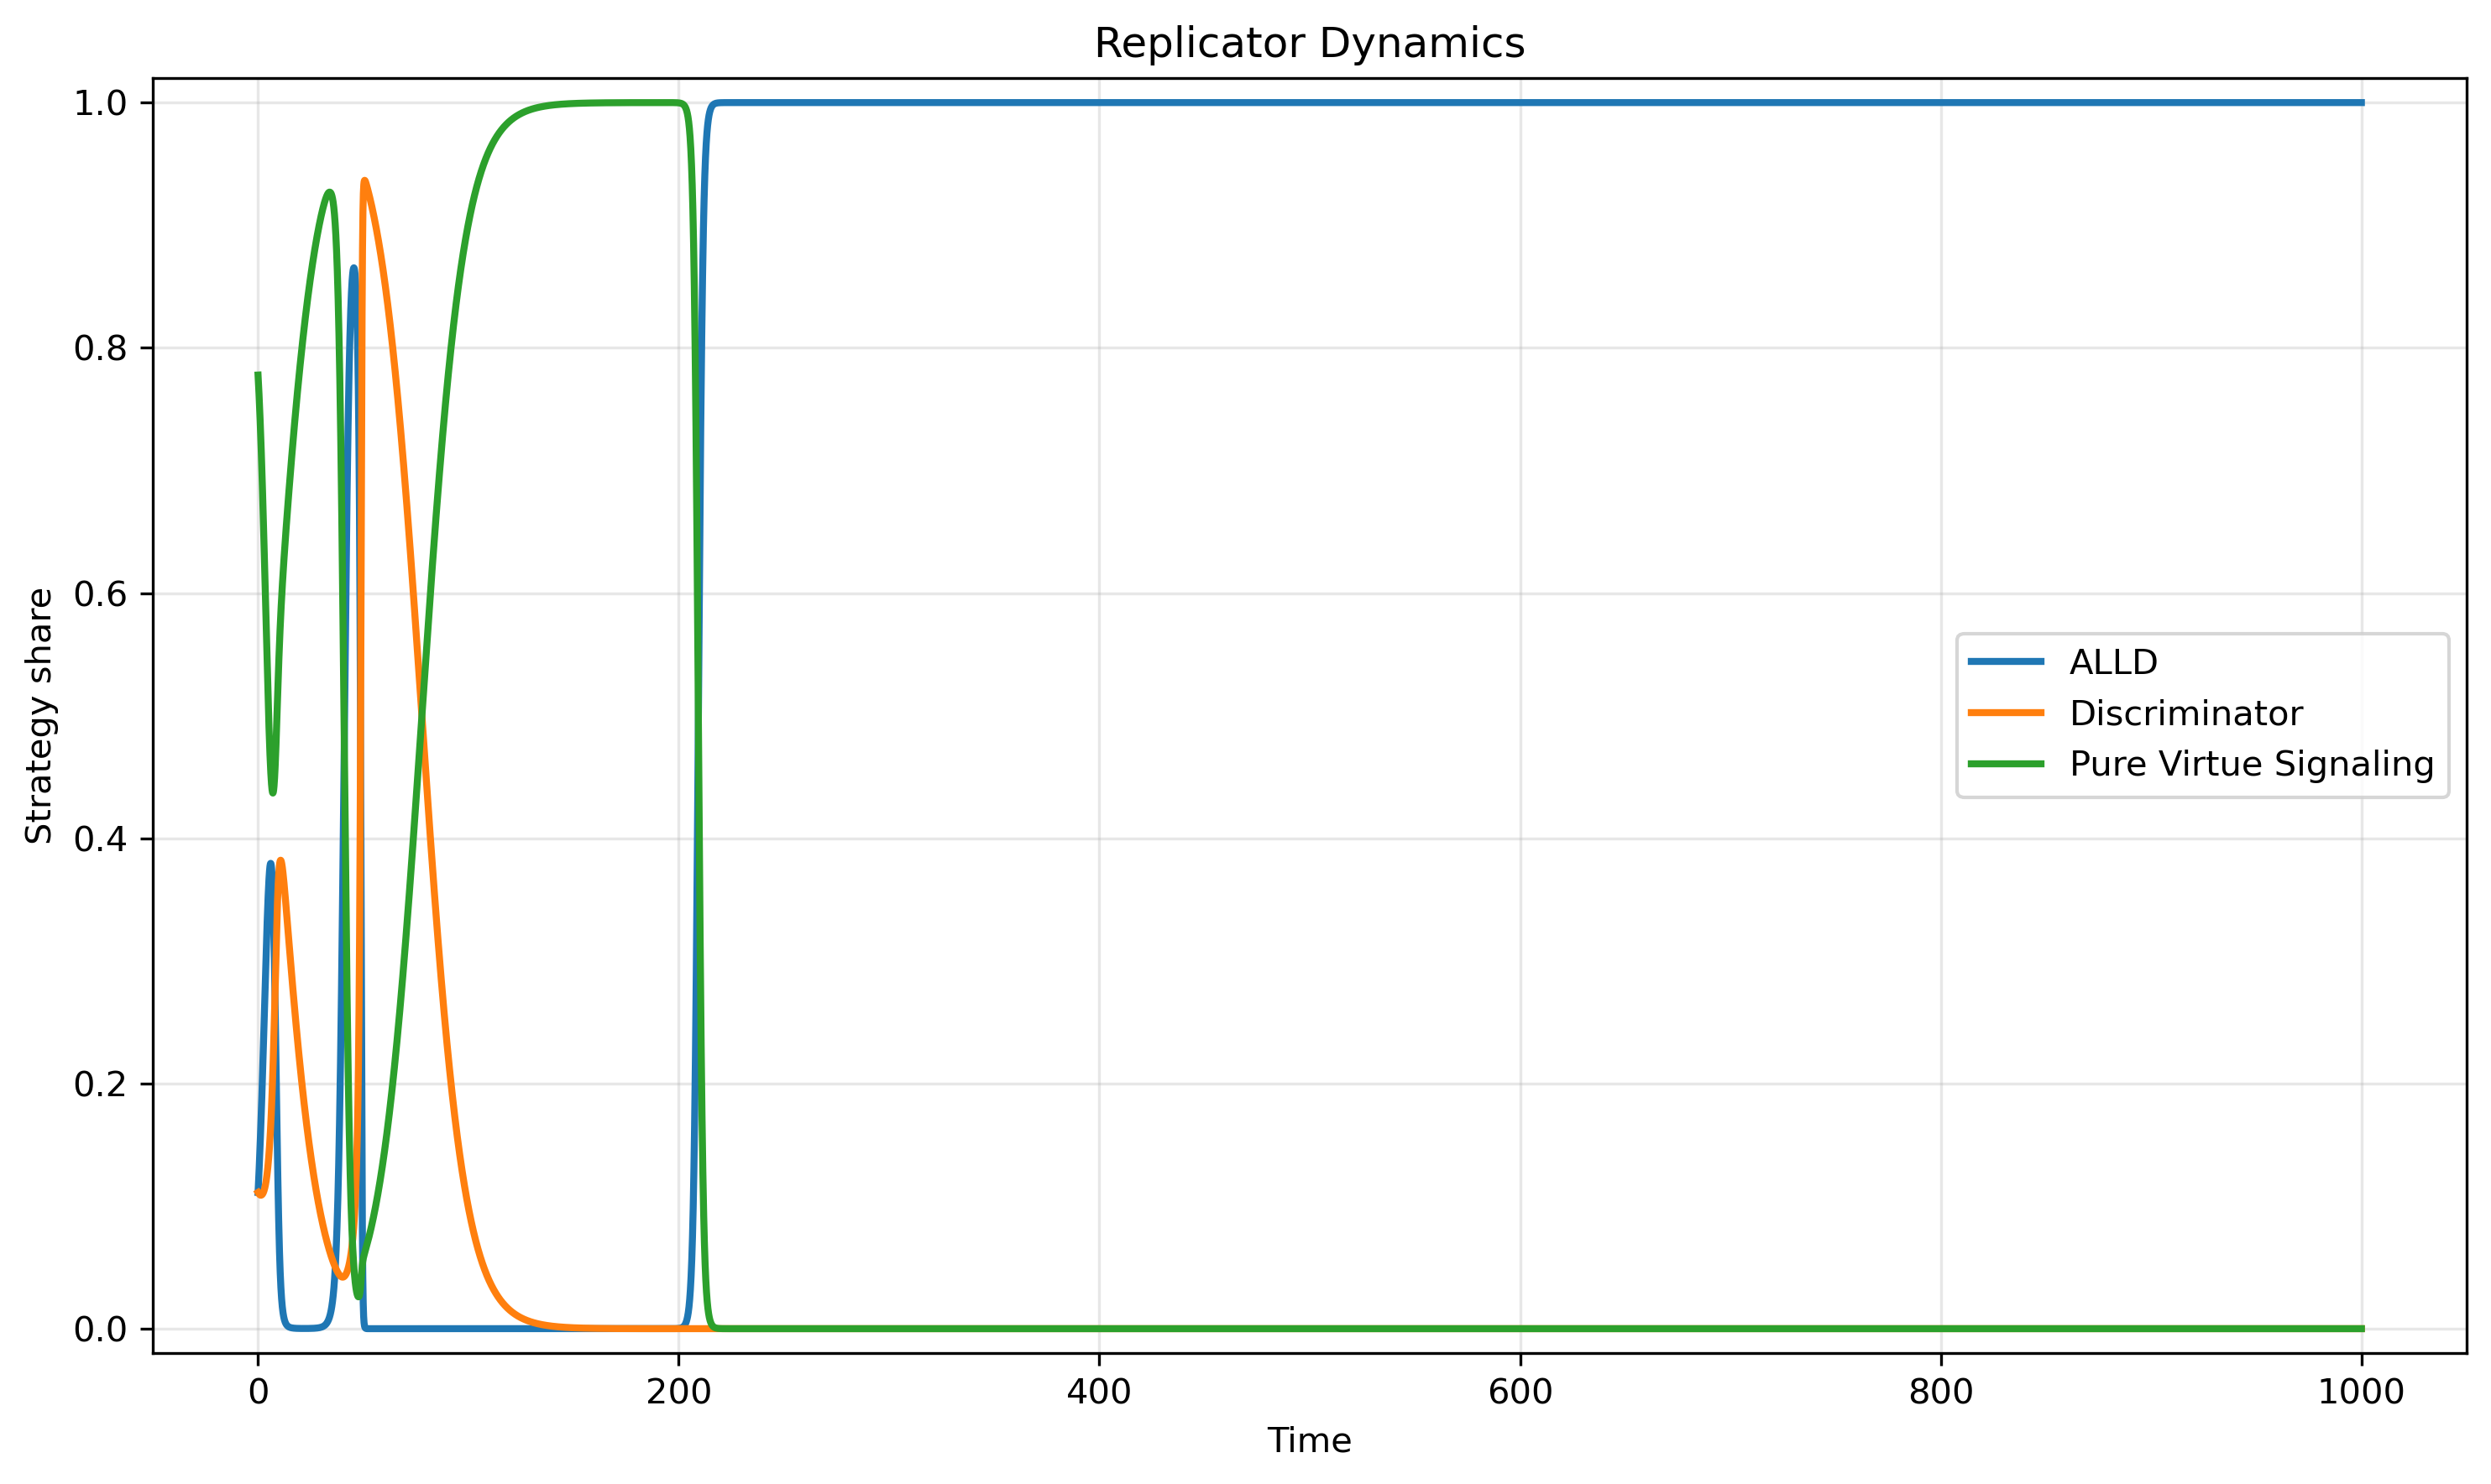 Replicator Dynamics
1.0
0.8
0.6
0.4
0.2
0.0
Strategy share
ALLD
Discriminator
Pure Virtue Signaling
0
200
400
600
800
1000
Time